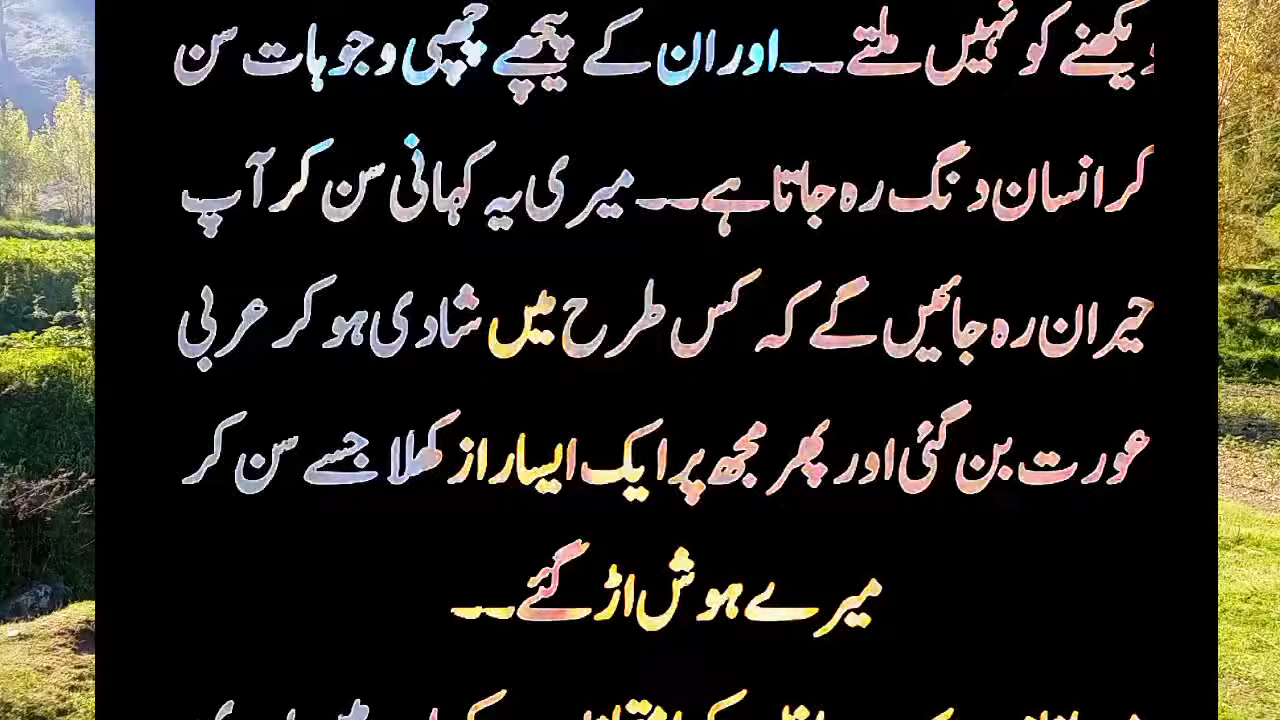 دیکھنے کو نہیں ملتے۔۔ اور ان کے پیچھے چھپی وجوہات سن
کر انسان دنگ رہ جاتا ہے۔۔ میری یہ کہانی سن کر آپ
حیران رہ جائیں گے کہ کس طرح میں شادی ہو کر عربی
عورت بن گئی اور پھر مجھ پر ایک ایسا راز کھلا جسے سن کر
میرے ہوش اڑ گئے۔۔